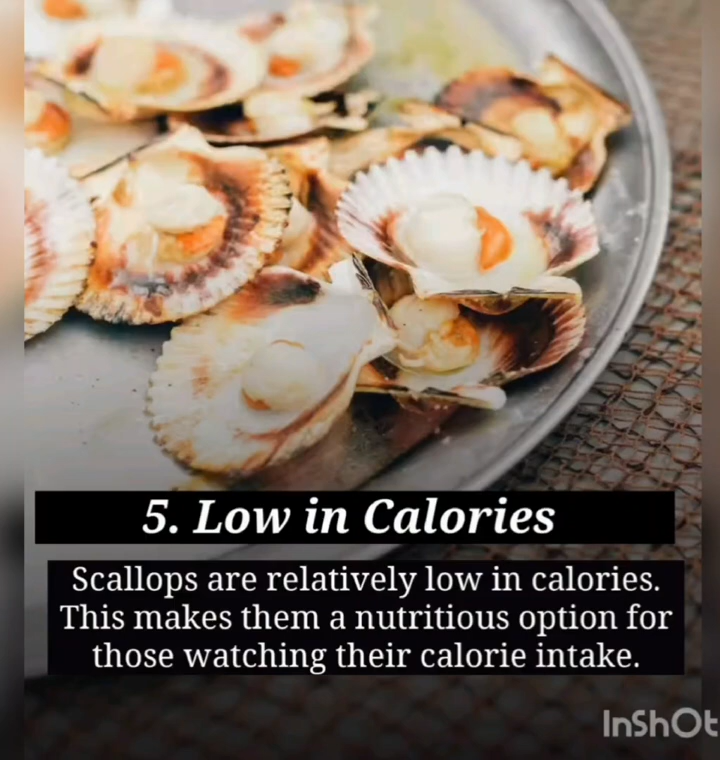 5. Low in Calories
Scallops are relatively low in calories.
This makes them a nutritious option for
those watching their calorie intake.
InShOt